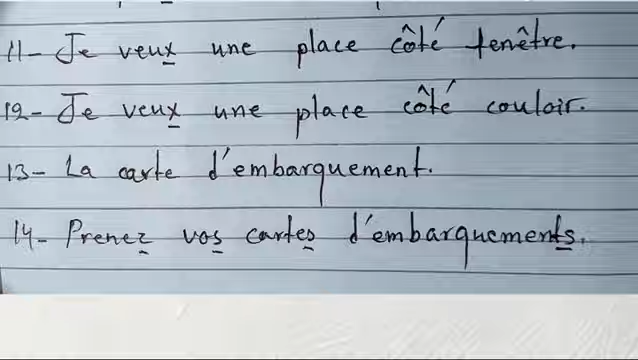 11- Je veux une place côté fenêtre.
12- Je veux une place côté couloir.
13- La carte d'embarquement.
14- Prenez vos cartes d'embarquements.